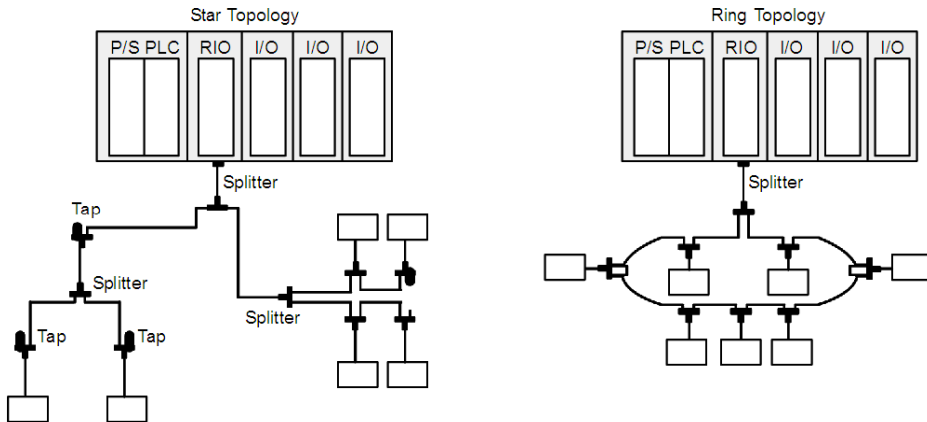 Star Topology
P/S PLC RIO I/O I/O I/O
Splitter
Tap
Splitter
Splitter
Tap
Tap
Ring Topology
P/S PLC RIO I/O I/O I/O
Splitter